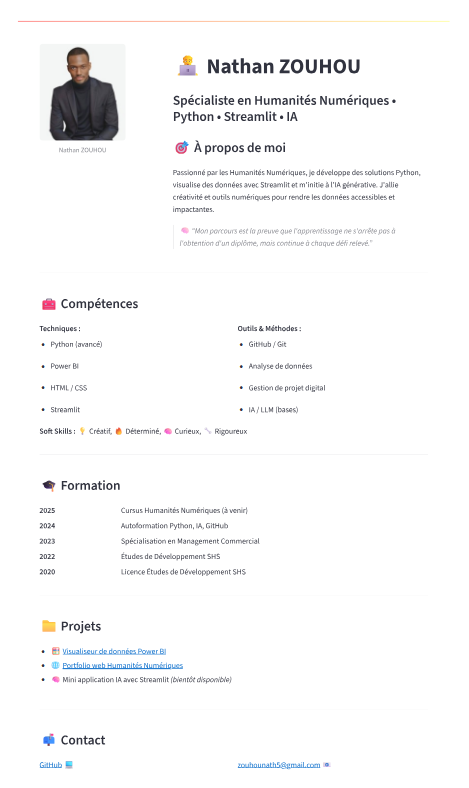 Nathan ZOUHOU
Nathan ZOUHOU
Spécialiste en Humanités Numériques •
Python • Streamlit • IA
À propos de moi
Passionné par les Humanités Numériques, je développe des solutions Python,
visualise des données avec Streamlit et m'initie à l'IA générative. J'allie
créativité et outils numériques pour rendre les données accessibles et
impactantes.
"Mon parcours est la preuve que l'apprentissage ne s'arrête pas à
l'obtention d'un diplôme, mais continue à chaque défi relevé."
Compétences
Techniques :
• Python (avancé)
• Power BI
• HTML / CSS
• Streamlit
Outils & Méthodes :
• GitHub / Git
• Analyse de données
• Gestion de projet digital
• IA / LLM (bases)
Soft Skills : Créatif, Déterminé, Curieux, Rigoureux
Formation
2025 Cursus Humanités Numériques (à venir)
2024 Autoformation Python, IA, GitHub
2023 Spécialisation en Management Commercial
2022 Études de Développement SHS
2020 Licence Études de Développement SHS
Projets
• Visualiseur de données Power BI
• Portfolio web Humanités Numériques
• Mini application IA avec Streamlit (bientôt disponible)
Contact
GitHub zouhounath5@gmail.com